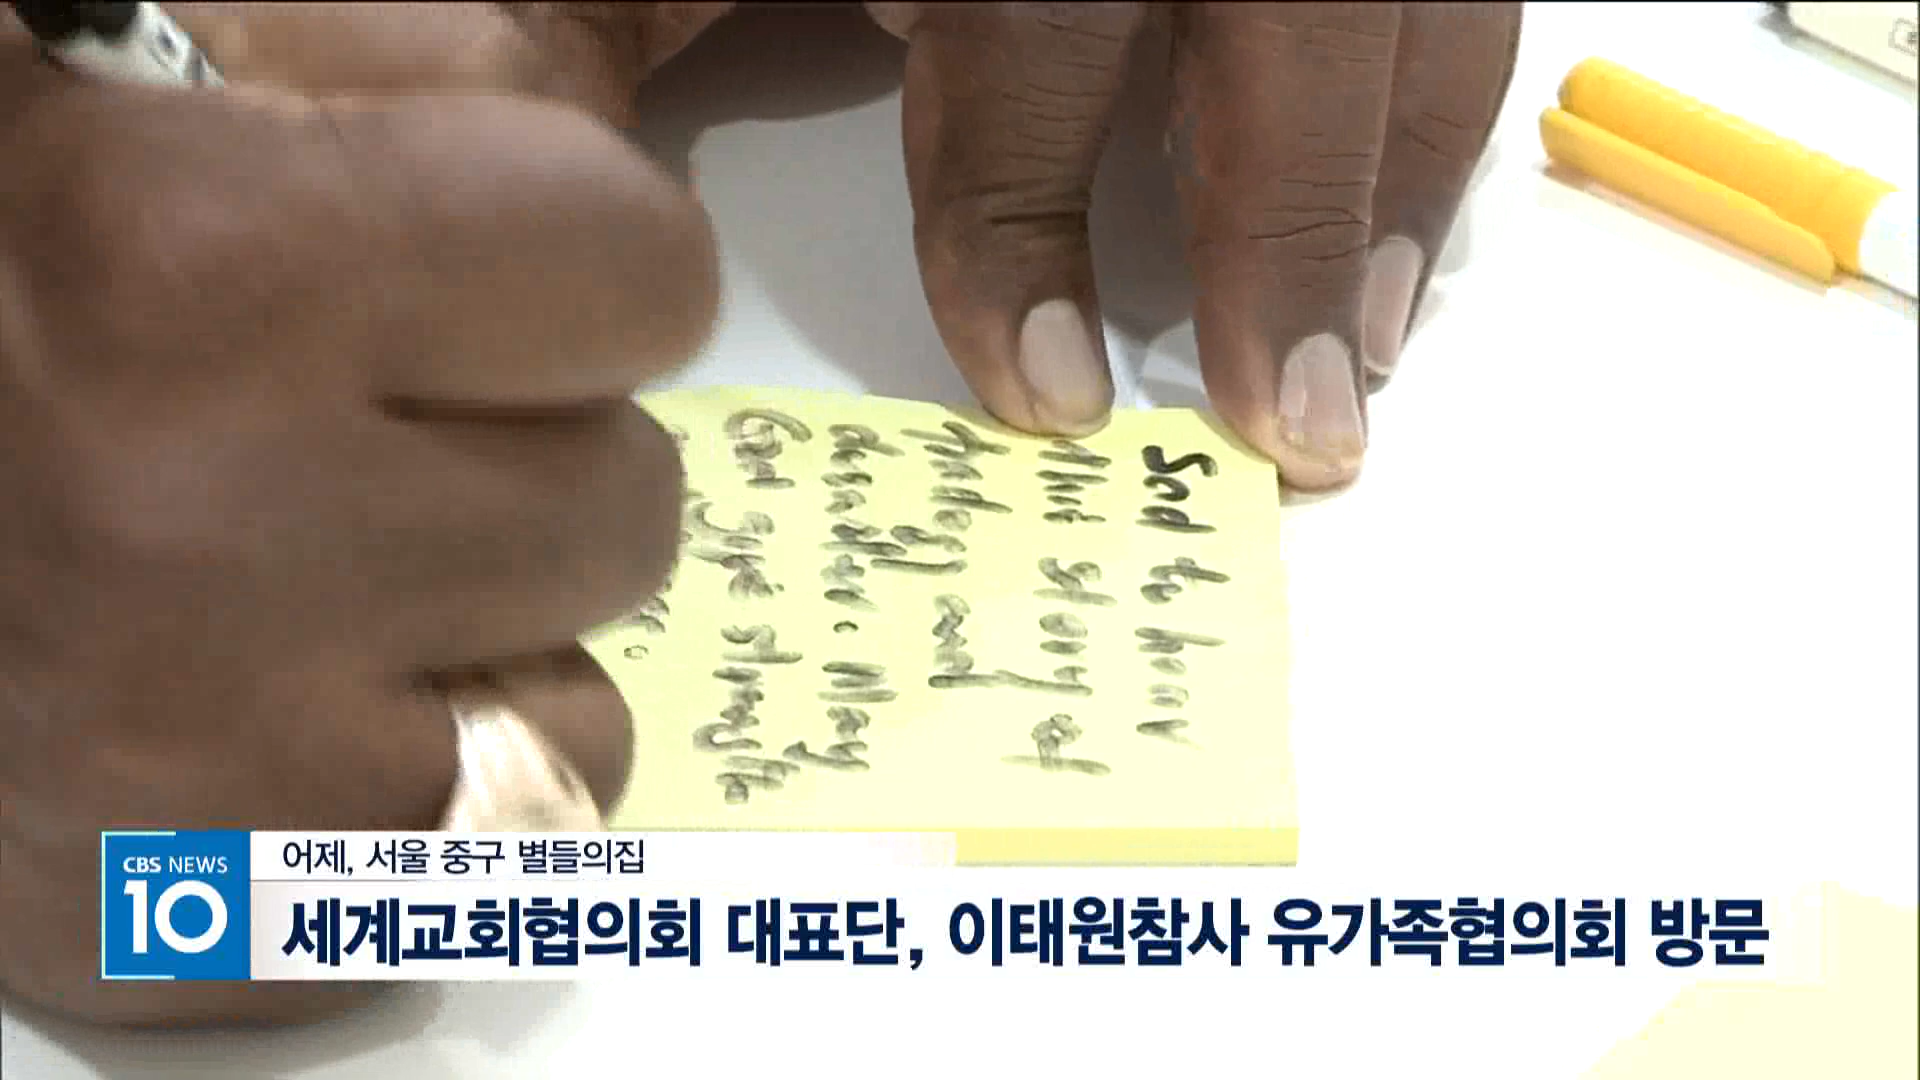 Sad to hear
this story of
tradegy and
disaster. May
God give strength
CBS NEWS
10
어제, 서울 중구 별들의집
세계교회협의회 대표단, 이태원참사 유가족협의회 방문